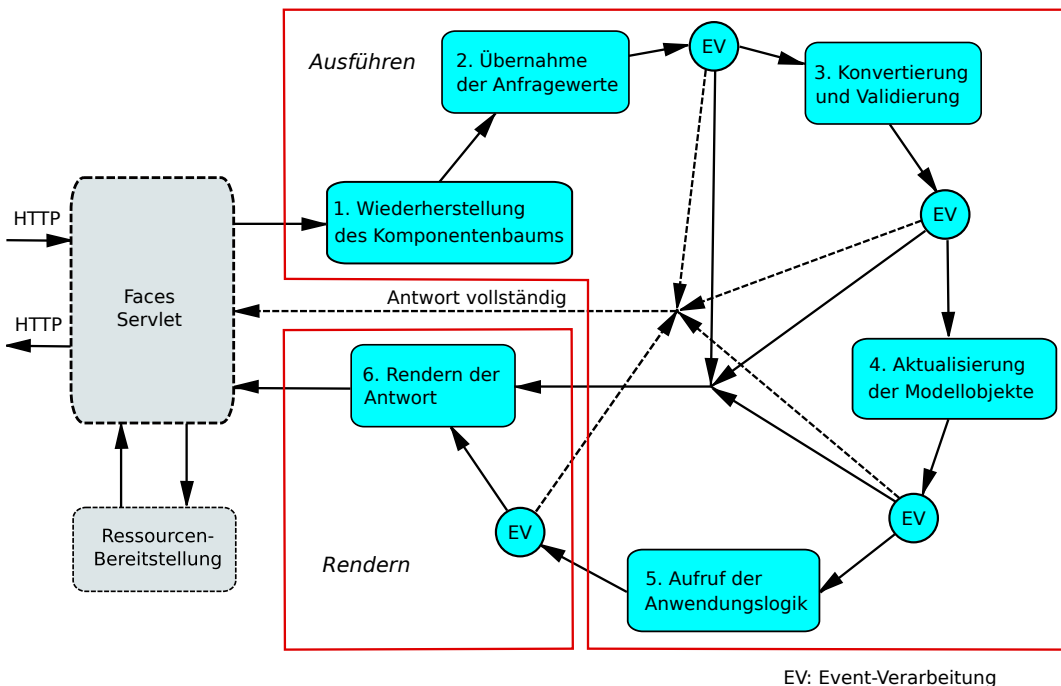 Ausführen
2. Übernahme
der Anfragewerte
EV
3. Konvertierung
und Validierung
1. Wiederherstellung
des Komponentenbaums
EV
HTTP
HTTP
Faces
Servlet
Antwort vollständig
4. Aktualisierung
der Modellobjekte
6. Rendern der
Antwort
EV
EV
5. Aufruf der
Anwendungslogik
Rendern
Ressourcen-
Bereitstellung
EV: Event-Verarbeitung